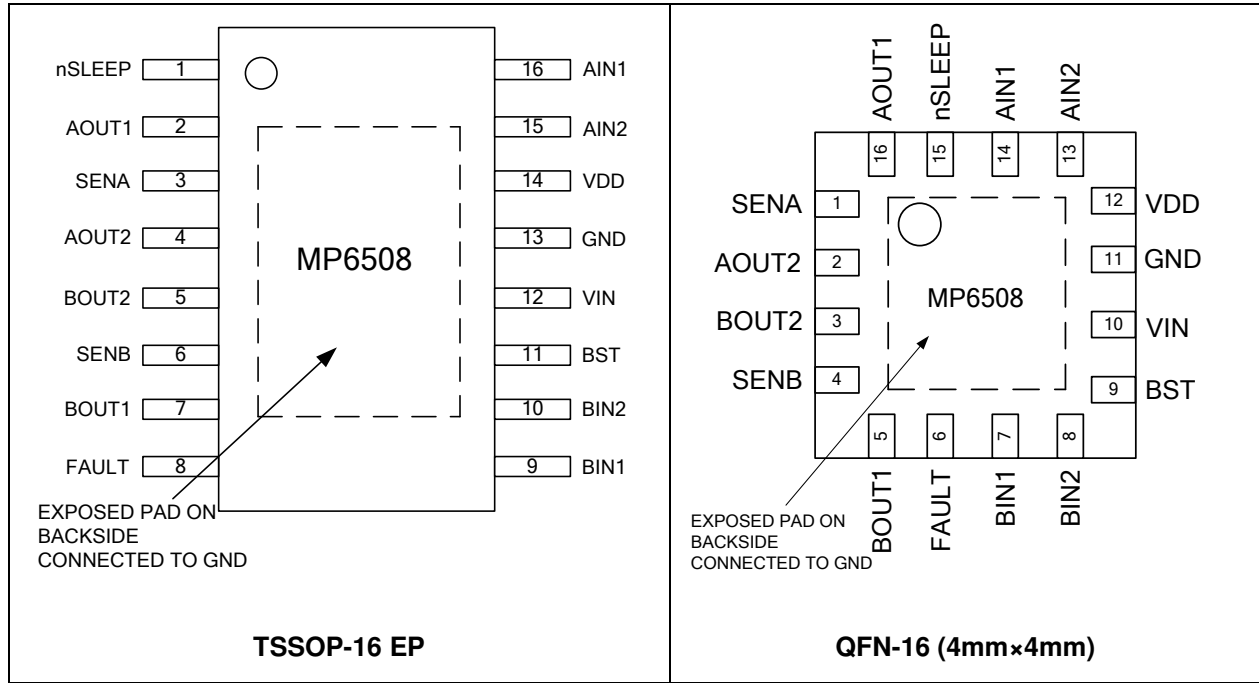 nSLEEP 1 16 AIN1
AOUT1 2 15 AIN2
SENA 3 14 VDD
AOUT2 4 13 GND
MP6508
BOUT2 5 12 VIN
SENB 6 11 BST
BOUT1 7 10 BIN2
FAULT 8 9 BIN1
EXPOSED PAD ON
BACKSIDE
CONNECTED TO GND
TSSOP-16 EP
AOUT1 nSLEEP AIN1 AIN2
16 15 14 13
SENA 1 12 VDD
AOUT2 2 11 GND
MP6508
BOUT2 3 10 VIN
SENB 4 9 BST
5 6 7 8
BOUT1 FAULT BIN1 BIN2
EXPOSED PAD ON
BACKSIDE
CONNECTED TO GND
QFN-16 (4mm×4mm)